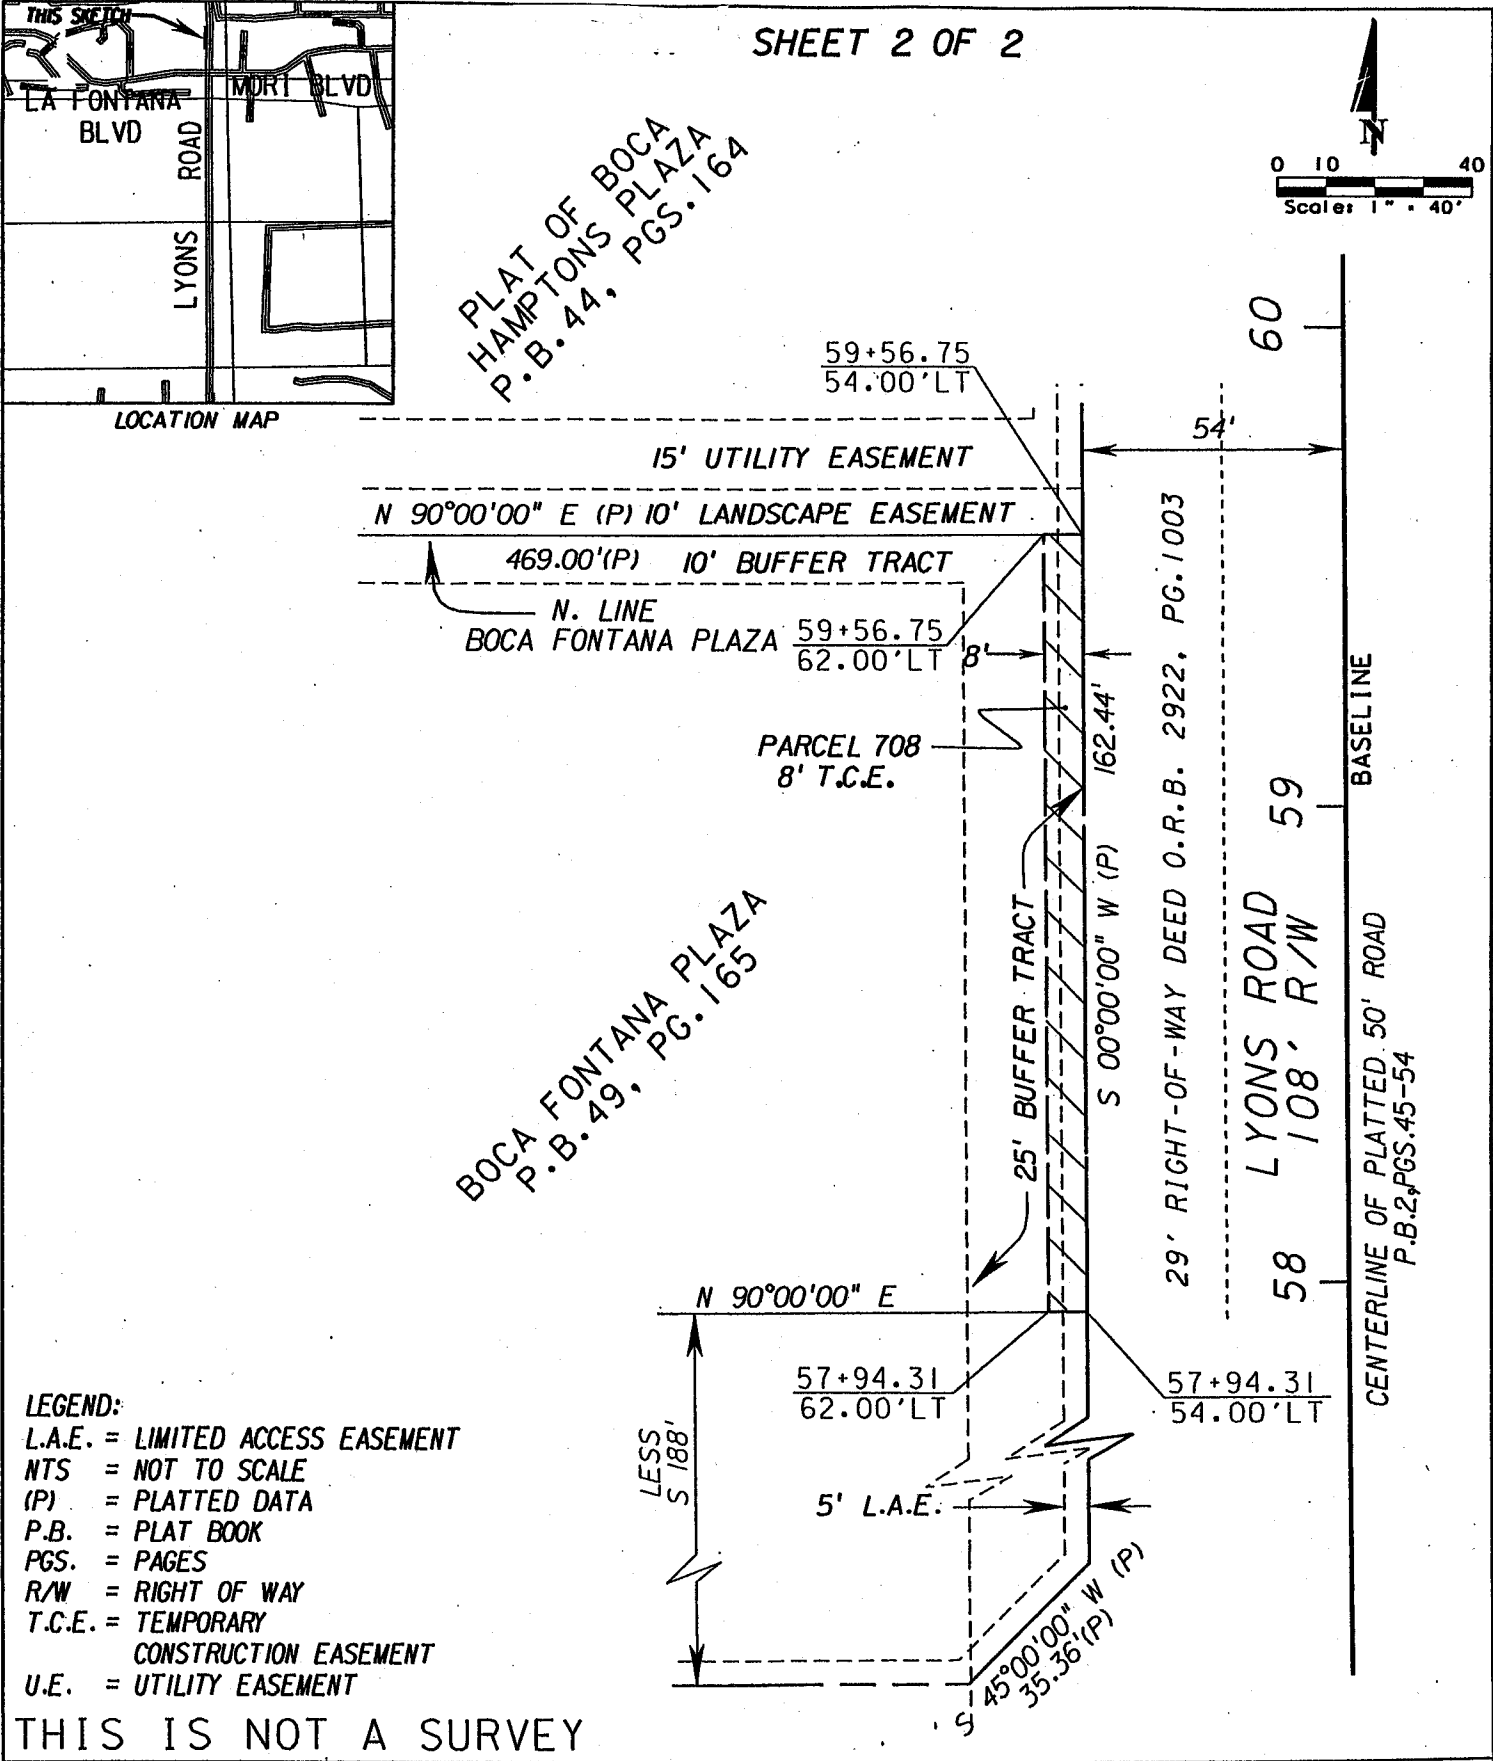 THIS SKETCH
LA FONTANA
BLVD
MORI BLVD
LYONS ROAD
LOCATION MAP
SHEET 2 OF 2
N
0 10 40
Scale: 1" = 40'
PLAT OF BOCA
HAMPTONS PLAZA
P.B. 44, PGS. 164
59+56.75
54.00'LT
60
54'
15' UTILITY EASEMENT
N 90°00'00" E (P) 10' LANDSCAPE EASEMENT
469.00'(P) 10' BUFFER TRACT
N. LINE
BOCA FONTANA PLAZA
59+56.75
62.00'LT
8'
PARCEL 708
8' T.C.E.
162.44'
S 00°00'00" W (P)
25' BUFFER TRACT
29' RIGHT-OF-WAY DEED O.R.B. 2922, PG.1003
59
BASELINE
LYONS ROAD
108' R/W
58
CENTERLINE OF PLATTED 50' ROAD
P.B.2,PGS.45-54
BOCA FONTANA PLAZA
P.B.49, PG.165
N 90°00'00" E
57+94.31
62.00'LT
57+94.31
54.00'LT
LESS
S 188'
5' L.A.E.
S 45°00'00" W (P)
35.36'(P)
LEGEND:
L.A.E. = LIMITED ACCESS EASEMENT
NTS = NOT TO SCALE
(P) = PLATTED DATA
P.B. = PLAT BOOK
PGS. = PAGES
R/W = RIGHT OF WAY
T.C.E. = TEMPORARY
CONSTRUCTION EASEMENT
U.E. = UTILITY EASEMENT
THIS IS NOT A SURVEY